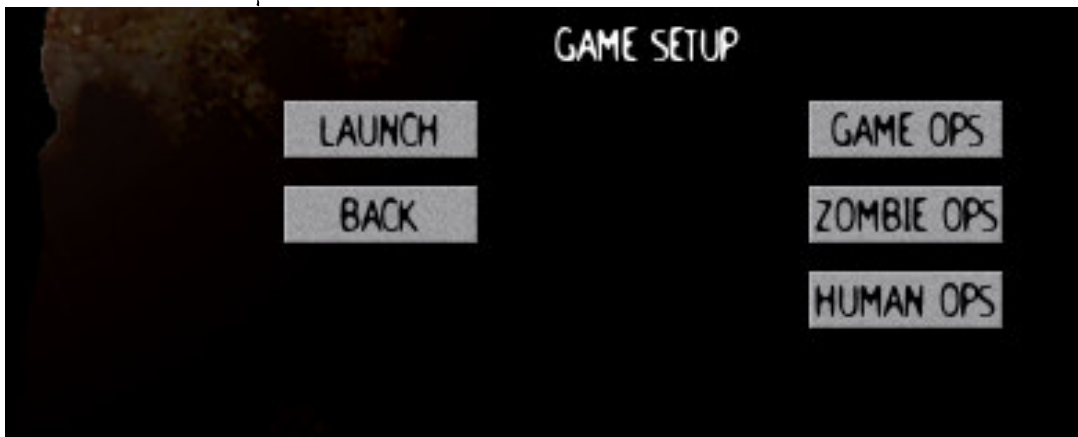 GAME SETUP
LAUNCH
GAME OPS
BACK
ZOMBIE OPS
HUMAN OPS